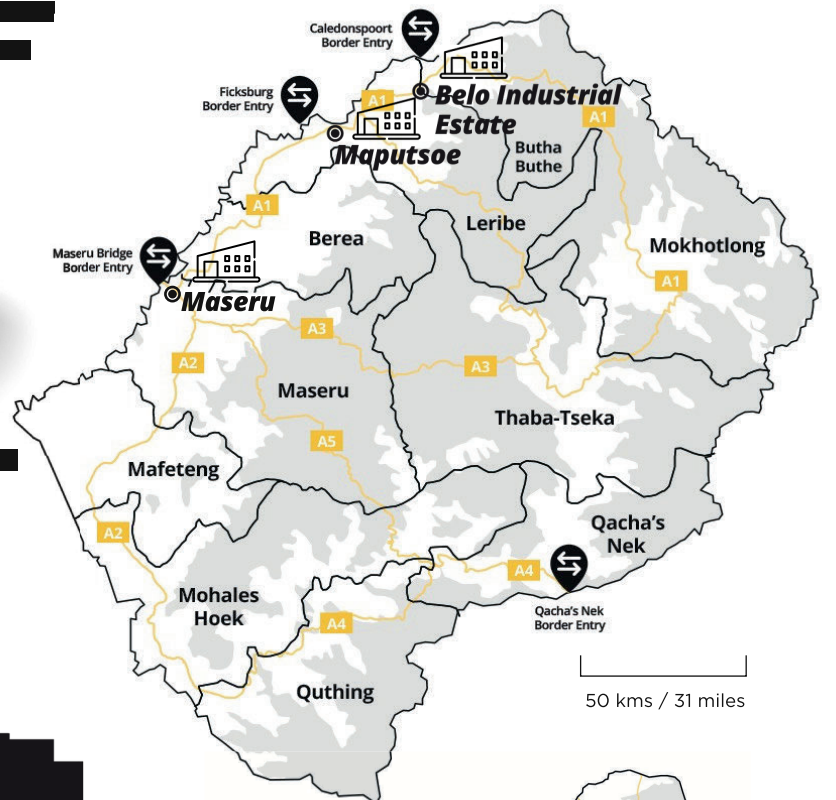 Caledonspoort
Border Entry
Ficksburg
Border Entry
A1
Belo Industrial
Estate
A1
Maputsoe
Butha
Buthe
A1
Berea
Leribe
Mokhotlong
Maseru Bridge
Border Entry
A1
Maseru
A3
A2
A3
Maseru
Thaba-Tseka
A5
Mafeteng
A2
Qacha's
Nek
A4
Mohales
Hoek
A4
Qacha's Nek
Border Entry
Quthing
50 kms / 31 miles